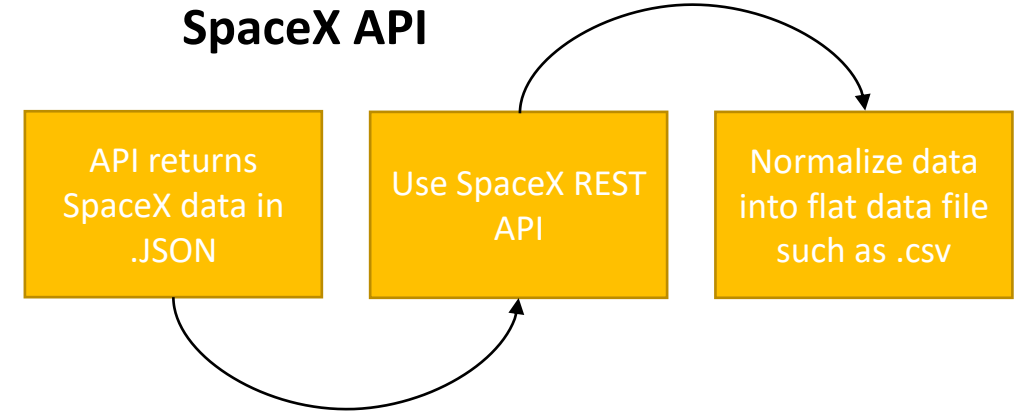 SpaceX API
API returns
SpaceX data in
.JSON
Use SpaceX REST
API
Normalize data
into flat data file
such as .csv